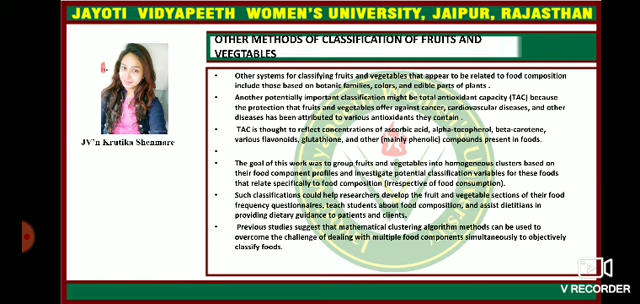 JAYOTI VIDYAPEETH WOMEN'S UNIVERSITY, JAIPUR, RAJASTHAN
OTHER METHODS OF CLASSIFICATION OF FRUITS AND
VEEGTABLES
JV'n Krutika Shenmare
• Other systems for classifying fruits and vegetables that appear to be related to food composition
include those based on botanic families, colors, and edible parts of plants .
• Another potentially important classification might be total antioxidant capacity (TAC) because
the protection that fruits and vegetables offer against cancer, cardiovascular diseases, and other
diseases has been attributed to various antioxidants they contain .
• TAC is thought to reflect concentrations of ascorbic acid, alpha-tocopherol, beta-carotene,
various flavonoids, glutathione, and other (mainly phenolic) compounds present in foods.
•
• The goal of this work was to group fruits and vegetables into homogeneous clusters based on
their food component profiles and investigate potential classification variables for these foods
that relate specifically to food composition (irrespective of food consumption).
• Such classifications could help researchers develop the fruit and vegetable sections of their food
frequency questionnaires, teach students about food composition, and assist dietitians in
providing dietary guidance to patients and clients.
• Previous studies suggest that mathematical clustering algorithm methods can be used to
overcome the challenge of dealing with multiple food components simultaneously to objectively
classify foods.
V RECORDER